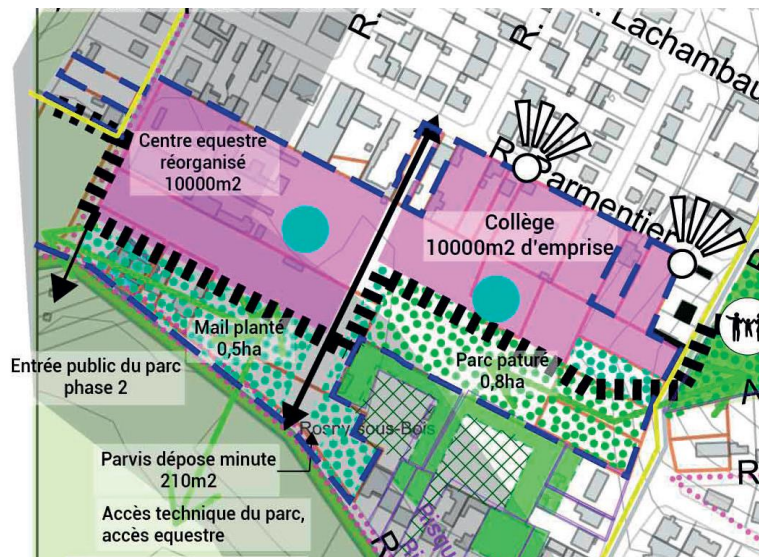 R.
R.
Lachambau
Centre equestre
réorganisé
10000m2
R. Parmentier
Collège
10000m2 d'emprise
Mail planté
0,5ha
Parc paturé
0,8ha
Entrée public du parc
phase 2
A
Rosny-sous-Bois
Parvis dépose minute
210m2
R
Accès technique du parc,
accès equestre
R